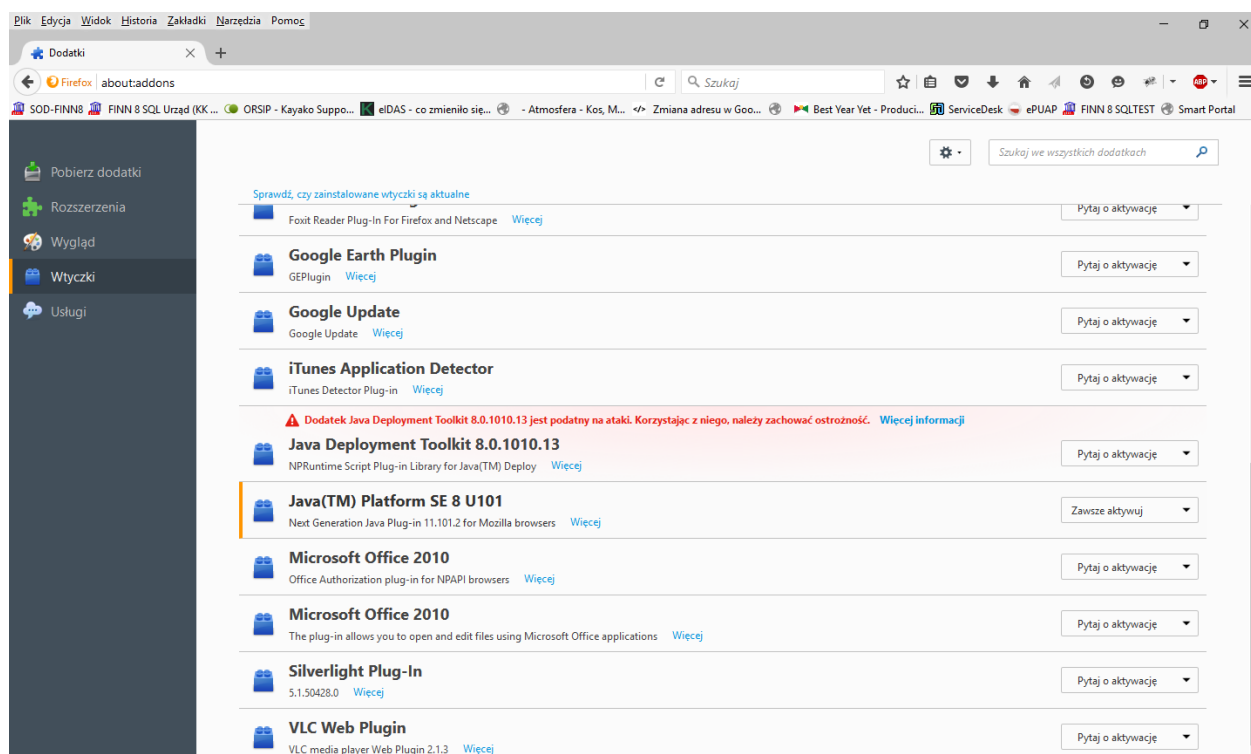 Plik Edycja Widok Historia Zakładki Narzędzia Pomoc
Dodatki
Firefox about:addons Szukaj
SOD-FINN8 FINN 8 SQL Urząd (KK ... ORSIP - Kayako Suppo... eIDAS - co zmieniło się... - Atmosfera - Kos, M... Zmiana adresu w Goo... Best Year Yet - Produci... ServiceDesk ePUAP FINN 8 SQLTEST Smart Portal
Szukaj we wszystkich dodatkach
Pobierz dodatki
Rozszerzenia
Wygląd
Wtyczki
Usługi
Sprawdź, czy zainstalowane wtyczki są aktualne
Foxit Reader Plug-In For Firefox and Netscape Więcej
Pytaj o aktywację
Google Earth Plugin
GEPlugin Więcej
Pytaj o aktywację
Google Update
Google Update Więcej
Pytaj o aktywację
iTunes Application Detector
iTunes Detector Plug-in Więcej
Pytaj o aktywację
Dodatek Java Deployment Toolkit 8.0.1010.13 jest podatny na ataki. Korzystając z niego, należy zachować ostrożność. Więcej informacji
Java Deployment Toolkit 8.0.1010.13
NPRuntime Script Plug-in Library for Java(TM) Deploy Więcej
Pytaj o aktywację
Java(TM) Platform SE 8 U101
Next Generation Java Plug-in 11.101.2 for Mozilla browsers Więcej
Zawsze aktywuj
Microsoft Office 2010
Office Authorization plug-in for NPAPI browsers Więcej
Pytaj o aktywację
Microsoft Office 2010
The plug-in allows you to open and edit files using Microsoft Office applications Więcej
Pytaj o aktywację
Silverlight Plug-In
5.1.50428.0 Więcej
Pytaj o aktywację
VLC Web Plugin
VLC media player Web Plugin 2.1.3 Więcej
Pytaj o aktywację
ABP